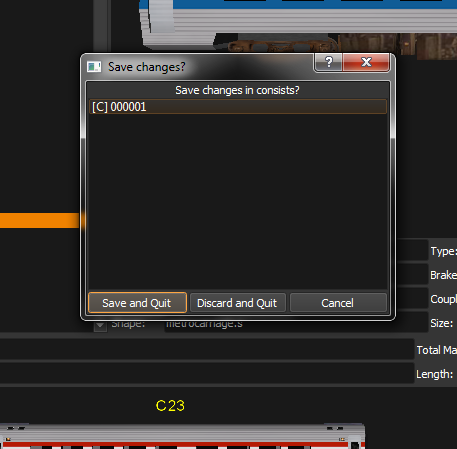 Save changes?
?
Save changes in consists?
[C] 000001
Type:
Brake
Coupl
Save and Quit Discard and Quit Cancel
Shape: metrocarriage.s Size:
Total Ma
Length:
C23